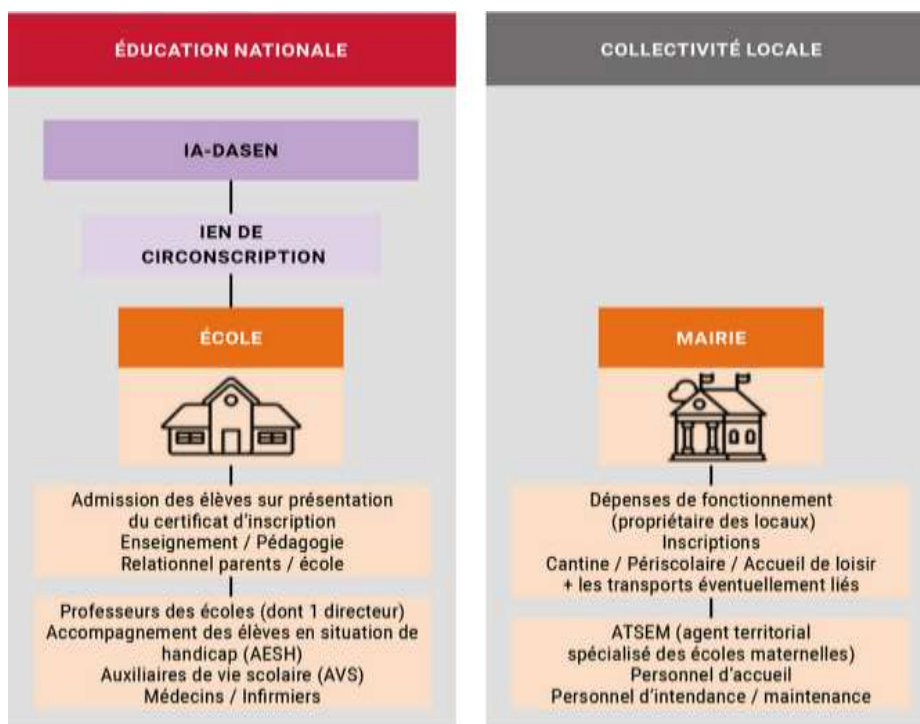 ÉDUCATION NATIONALE
IA-DASEN
IEN DE
CIRCONSCRIPTION
ÉCOLE
Admission des élèves sur présentation
du certificat d'inscription
Enseignement / Pédagogie
Relationnel parents / école
Professeurs des écoles (dont 1 directeur)
Accompagnement des élèves en situation de
handicap (AESH)
Auxiliaires de vie scolaire (AVS)
Médecins / Infirmiers
COLLECTIVITÉ LOCALE
MAIRIE
Dépenses de fonctionnement
(propriétaire des locaux)
Inscriptions
Cantine / Périscolaire / Accueil de loisir
+ les transports éventuellement liés
ATSEM (agent territorial
spécialisé des écoles maternelles)
Personnel d'accueil
Personnel d'intendance / maintenance